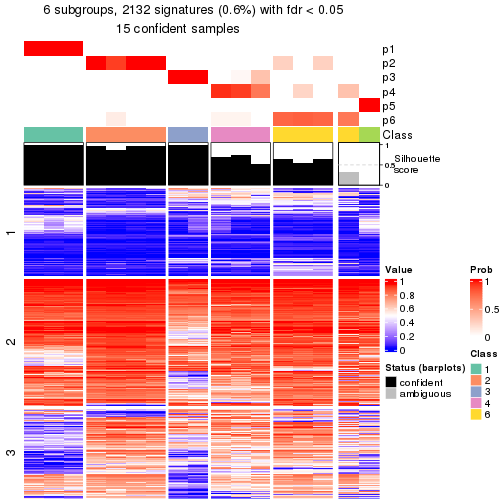 6 subgroups, 2132 signatures (0.6%) with fdr < 0.05
15 confident samples
p1
p2
p3
p4
p5
p6
Class
1
0.5
0
Silhouette
score
1
2
3
Value
1
0.8
0.6
0.4
0.2
0
Prob
1
0.5
0
Status (barplots)
confident
ambiguous
Class
1
2
3
4
5
6